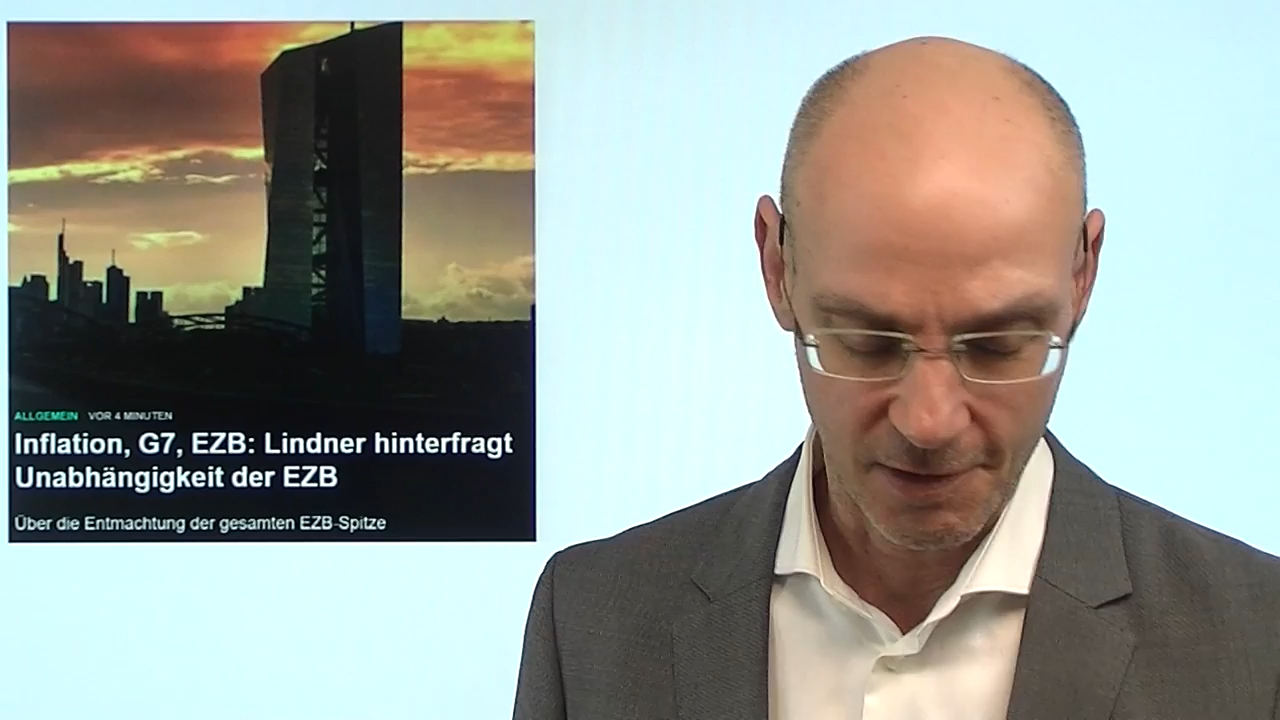 ALLGEMEIN VOR 4 MINUTEN
Inflation, G7, EZB: Lindner hinterfragt
Unabhängigkeit der EZB
Über die Entmachtung der gesamten EZB-Spitze